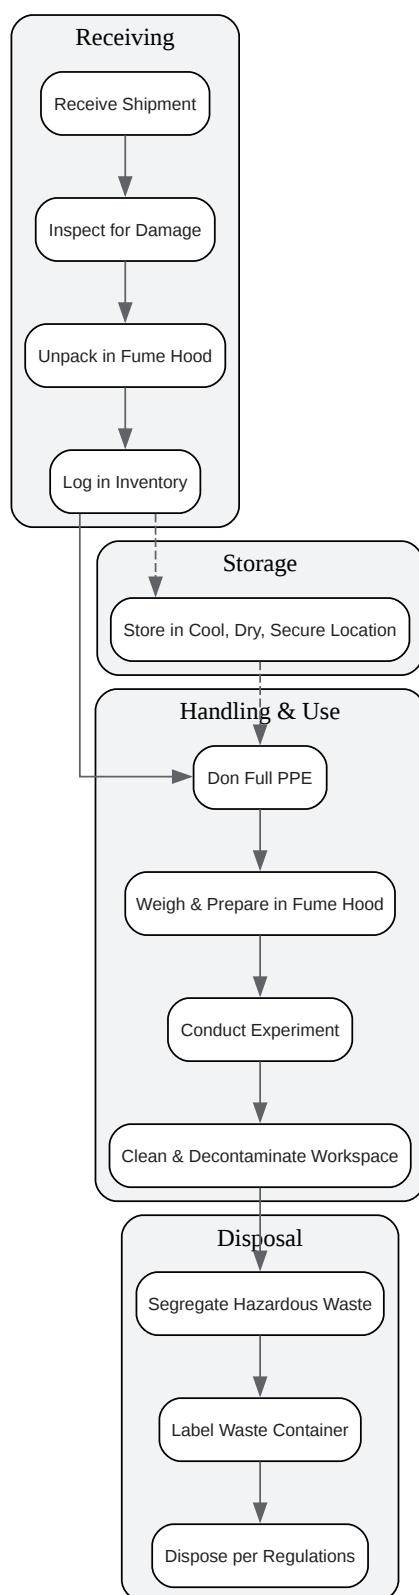 Receiving
Receive Shipment
Inspect for Damage
Unpack in Fume Hood
Log in Inventory
Storage
Store in Cool, Dry, Secure Location
Handling & Use
Don Full PPE
Weigh & Prepare in Fume Hood
Conduct Experiment
Clean & Decontaminate Workspace
Disposal
Segregate Hazardous Waste
Label Waste Container
Dispose per Regulations